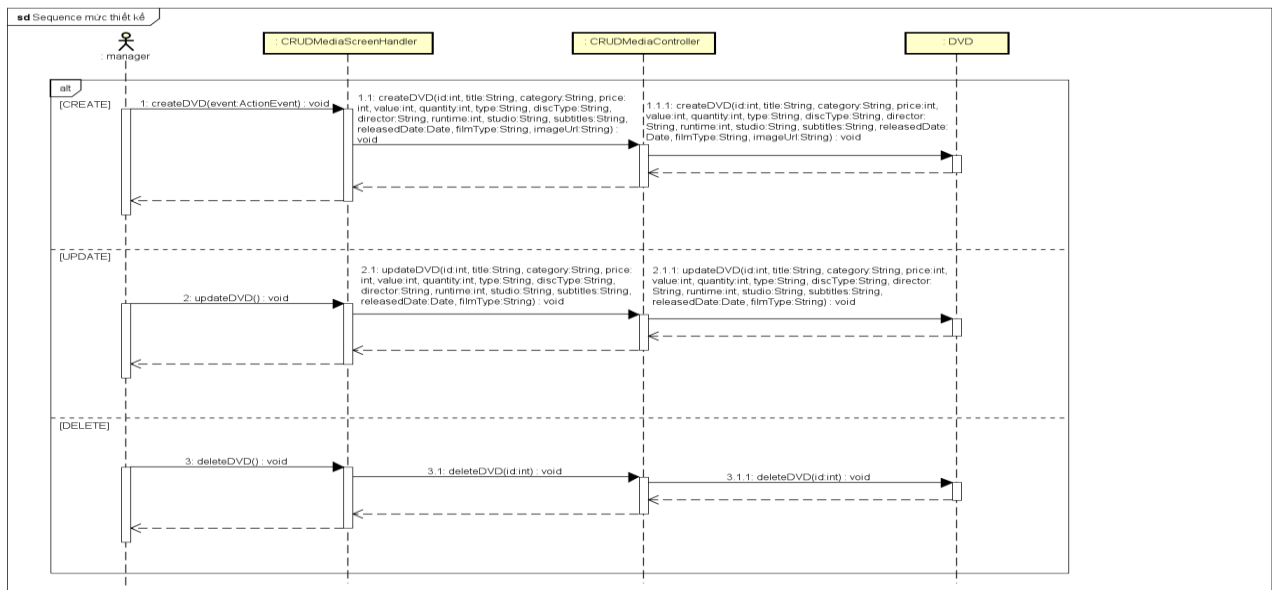 sd Sequence mức thiết kế
: manager
: CRUDMediaScreenHandler
: CRUDMediaController
: DVD
alt
[CREATE]
1: createDVD(event:ActionEvent) : void
1.1: createDVD(id:int, title:String, category:String, price:
int, value:int, quantity:int, type:String, discType:String,
director:String, runtime:int, studio:String, subtitles:String,
releasedDate:Date, filmType:String, imageUrl:String) :
void
1.1.1: createDVD(id:int, title:String, category:String, price:int,
value:int, quantity:int, type:String, discType:String, director:
String, runtime:int, studio:String, subtitles:String, releasedDate:
Date, filmType:String, imageUrl:String) : void
[UPDATE]
2: updateDVD() : void
2.1: updateDVD(id:int, title:String, category:String, price:
int, value:int, quantity:int, type:String, discType:String,
director:String, runtime:int, studio:String, subtitles:String,
releasedDate:Date, filmType:String) : void
2.1.1: updateDVD(id:int, title:String, category:String, price:int,
value:int, quantity:int, type:String, discType:String, director:
String, runtime:int, studio:String, subtitles:String,
releasedDate:Date, filmType:String) : void
[DELETE]
3: deleteDVD() : void
3.1: deleteDVD(id:int) : void
3.1.1: deleteDVD(id:int) : void